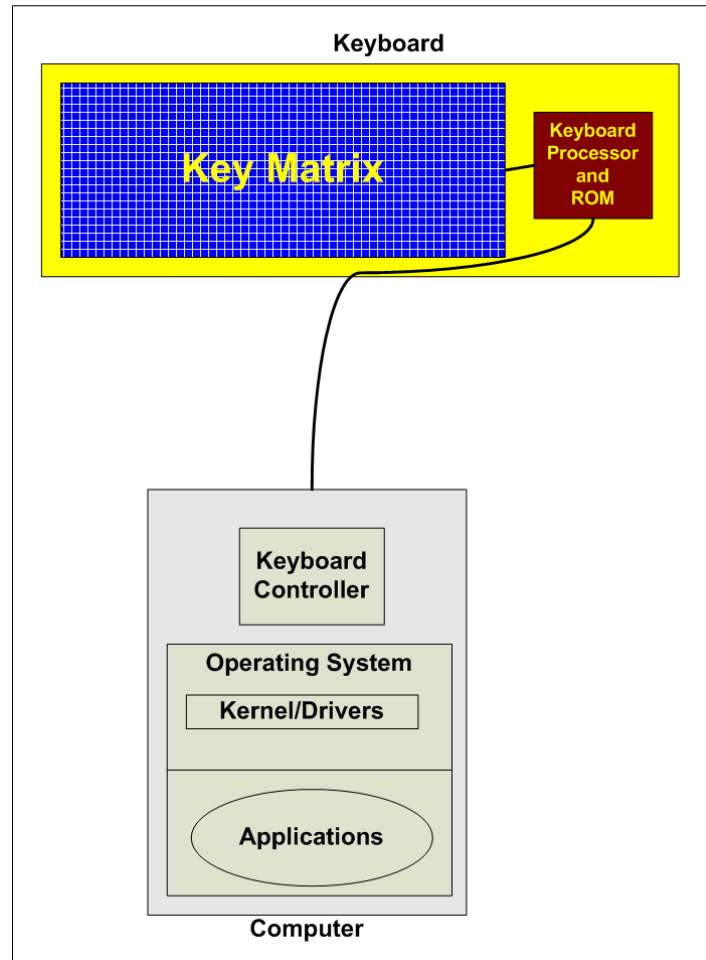 Keyboard
Key Matrix
Keyboard
Processor
and
ROM
Keyboard
Controller
Operating System
Kernel/Drivers
Applications
Computer